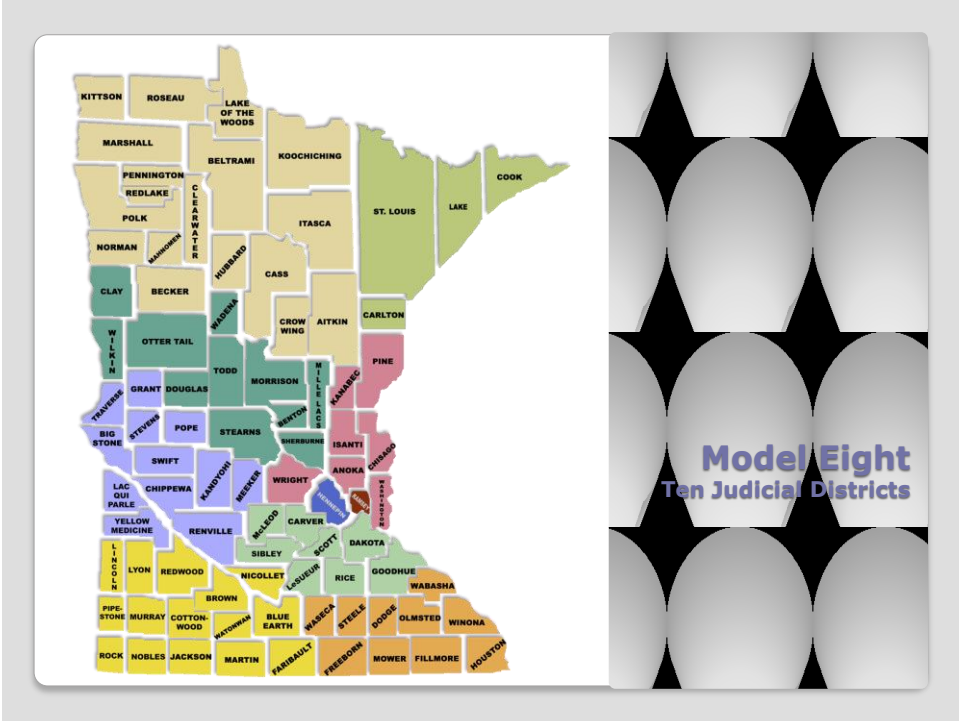 KITTSON
ROSEAU
LAKE
OF THE
WOODS
MARSHALL
BELTRAMI
KOOCHICHING
COOK
PENNINGTON
REDLAKE
CLEARWATER
POLK
ST. LOUIS
LAKE
ITASCA
NORMAN
MAHNOMEN
HUBBARD
CASS
CLAY
BECKER
WADENA
CROW
WING
AITKIN
CARLTON
WILKIN
OTTER TAIL
PINE
TODD
MORRISON
MILLE LACS
KANABEC
TRAVERSE
GRANT
DOUGLAS
BENTON
BIG
STONE
STEVENS
POPE
STEARNS
SHERBURNE
ISANTI
CHISAGO
SWIFT
KANDYOHI
MEEKER
WRIGHT
ANOKA
WASHINGTON
Model Eight
Ten Judicial Districts
LAC
QUI
PARLE
CHIPPEWA
HENNEPIN
RAMSEY
YELLOW
MEDICINE
RENVILLE
McLEOD
CARVER
SCOTT
DAKOTA
SIBLEY
LINCOLN
LYON
REDWOOD
NICOLLET
LeSUEUR
RICE
GOODHUE
WABASHA
BROWN
PIPE-
STONE
MURRAY
COTTON-
WOOD
WATONWAN
BLUE
EARTH
WASECA
STEELE
DODGE
OLMSTED
WINONA
ROCK
NOBLES
JACKSON
MARTIN
FARIBAULT
FREEBORN
MOWER
FILLMORE
HOUSTON